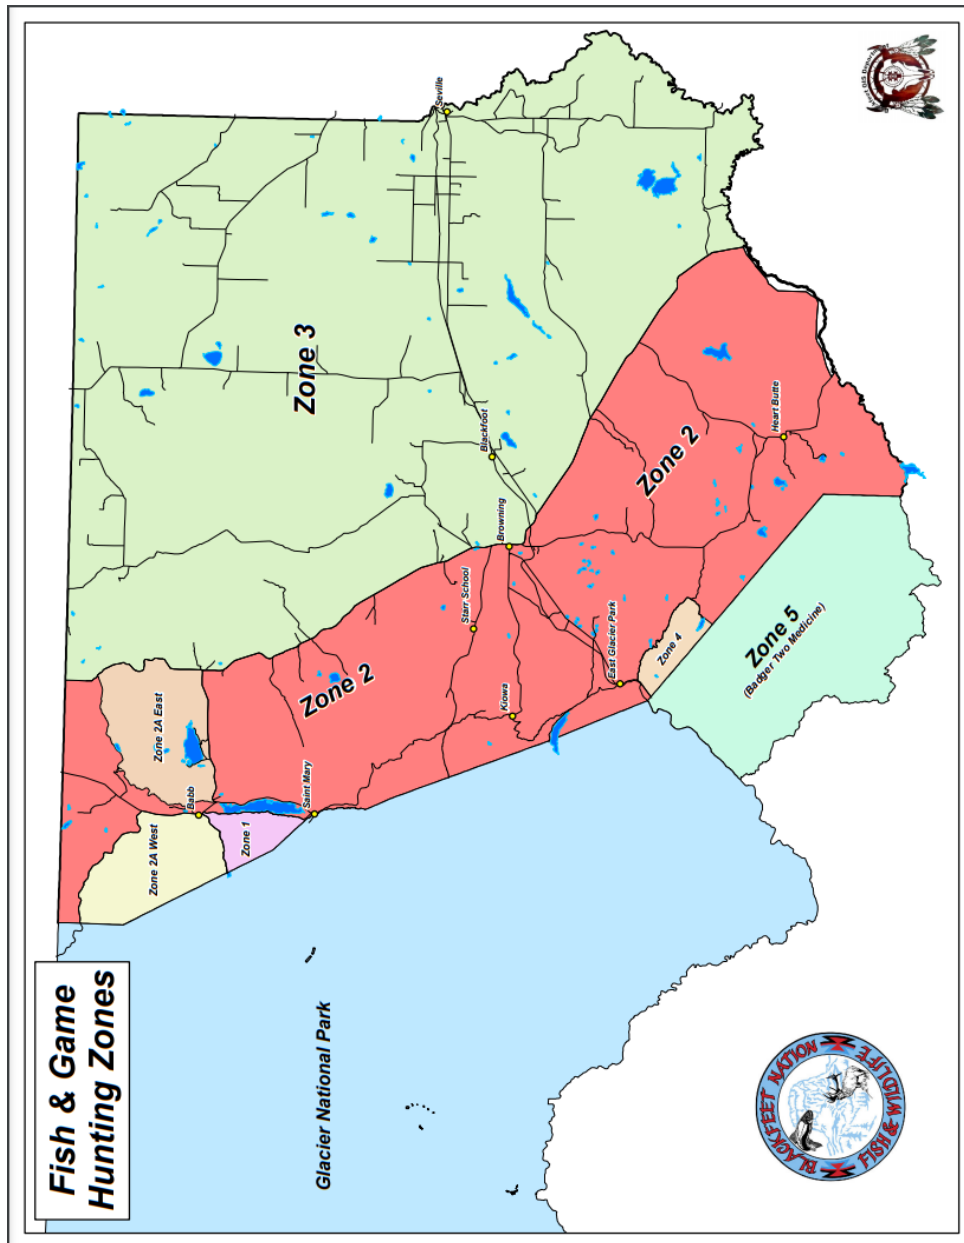 Fish & Game
Hunting Zones
Glacier National Park
Zone 2A West
Zone 1
Babb
Saint Mary
Zone 2A East
Zone 2
Kiowa
East Glacier Park
Starr School
Zone 4
Zone 5
(Badger Two Medicine)
Browning
Blackfoot
Zone 2
Heart Butte
Zone 3
Seville
BLACKFEET NATION
FISH & WILDLIFE